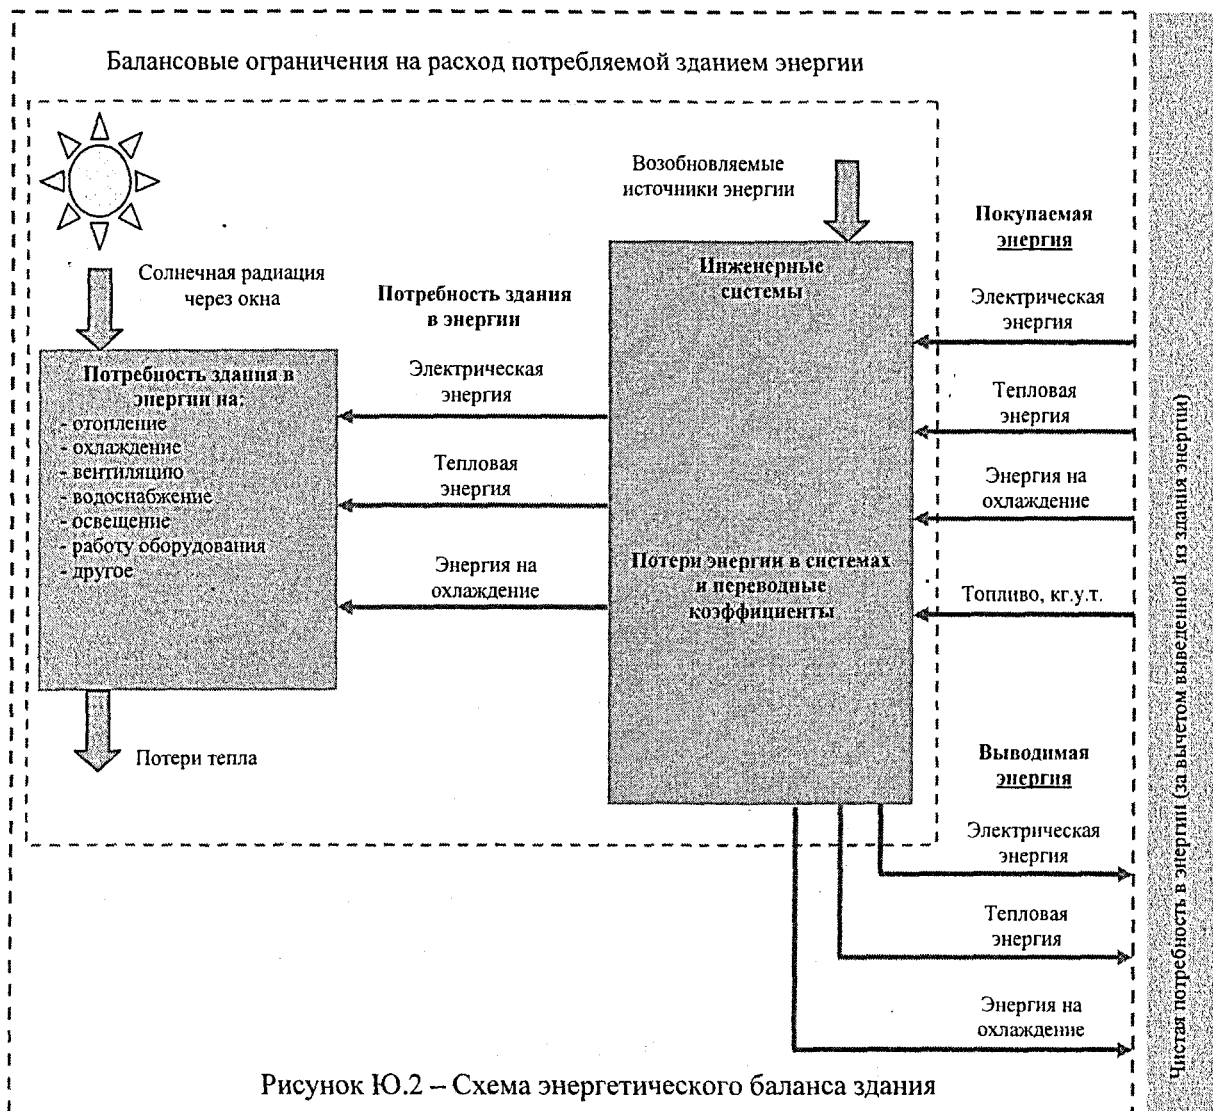 Балансовые ограничения на расход потребляемой зданием энергии
Возобновляемые
источники энергии
Солнечная радиация
через окна
Потребность здания
в энергии
Инженерные
системы
Покупаемая
энергия
Электрическая
энергия
Тепловая
энергия
Энергия на
охлаждение
Топливо, кг.у.т.
Потребность здания в
энергии на:
- отопление
- охлаждение
- вентиляцию
- водоснабжение
- освещение
- работу оборудования
- другое
Электрическая
энергия
Тепловая
энергия
Энергия на
охлаждение
Потери энергии в системах
и переводные
коэффициенты
Потери тепла
Выводимая
энергия
Электрическая
энергия
Тепловая
энергия
Энергия на
охлаждение
Чистая потребность в энергии (за вычетом выведенной из здания энергии)
Рисунок Ю.2 – Схема энергетического баланса здания